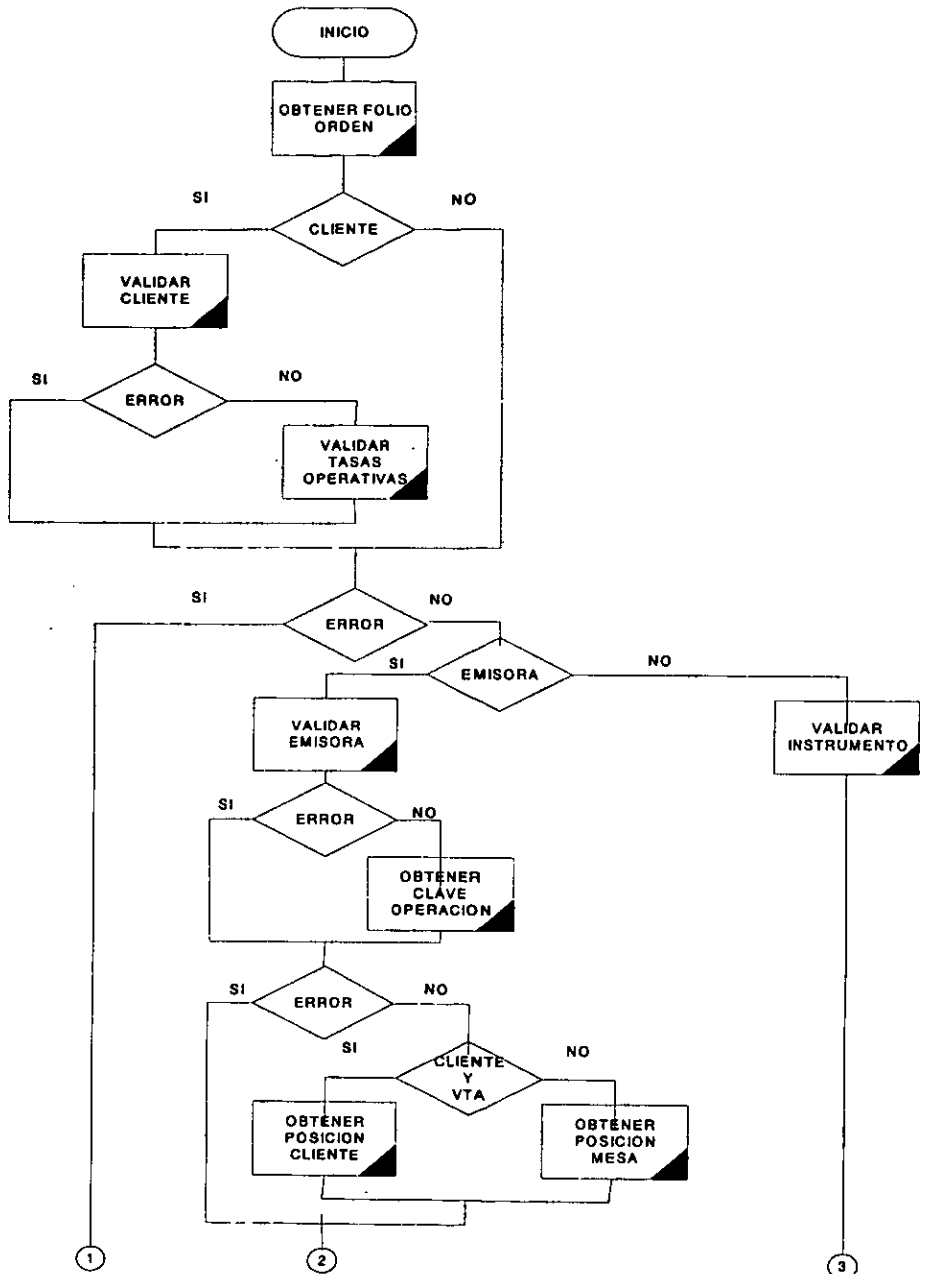 INICIO
OBTENER FOLIO
ORDEN
SI
NO
CLIENTE
VALIDAR
CLIENTE
SI
NO
ERROR
VALIDAR
TASAS
OPERATIVAS
SI
NO
ERROR
SI
NO
EMISORA
VALIDAR
EMISORA
VALIDAR
INSTRUMENTO
SI
NO
ERROR
OBTENER
CLAVE
OPERACION
SI
NO
ERROR
SI
NO
CLIENTE
Y
VTA
OBTENER
POSICION
CLIENTE
OBTENER
POSICION
MESA
1
2
3